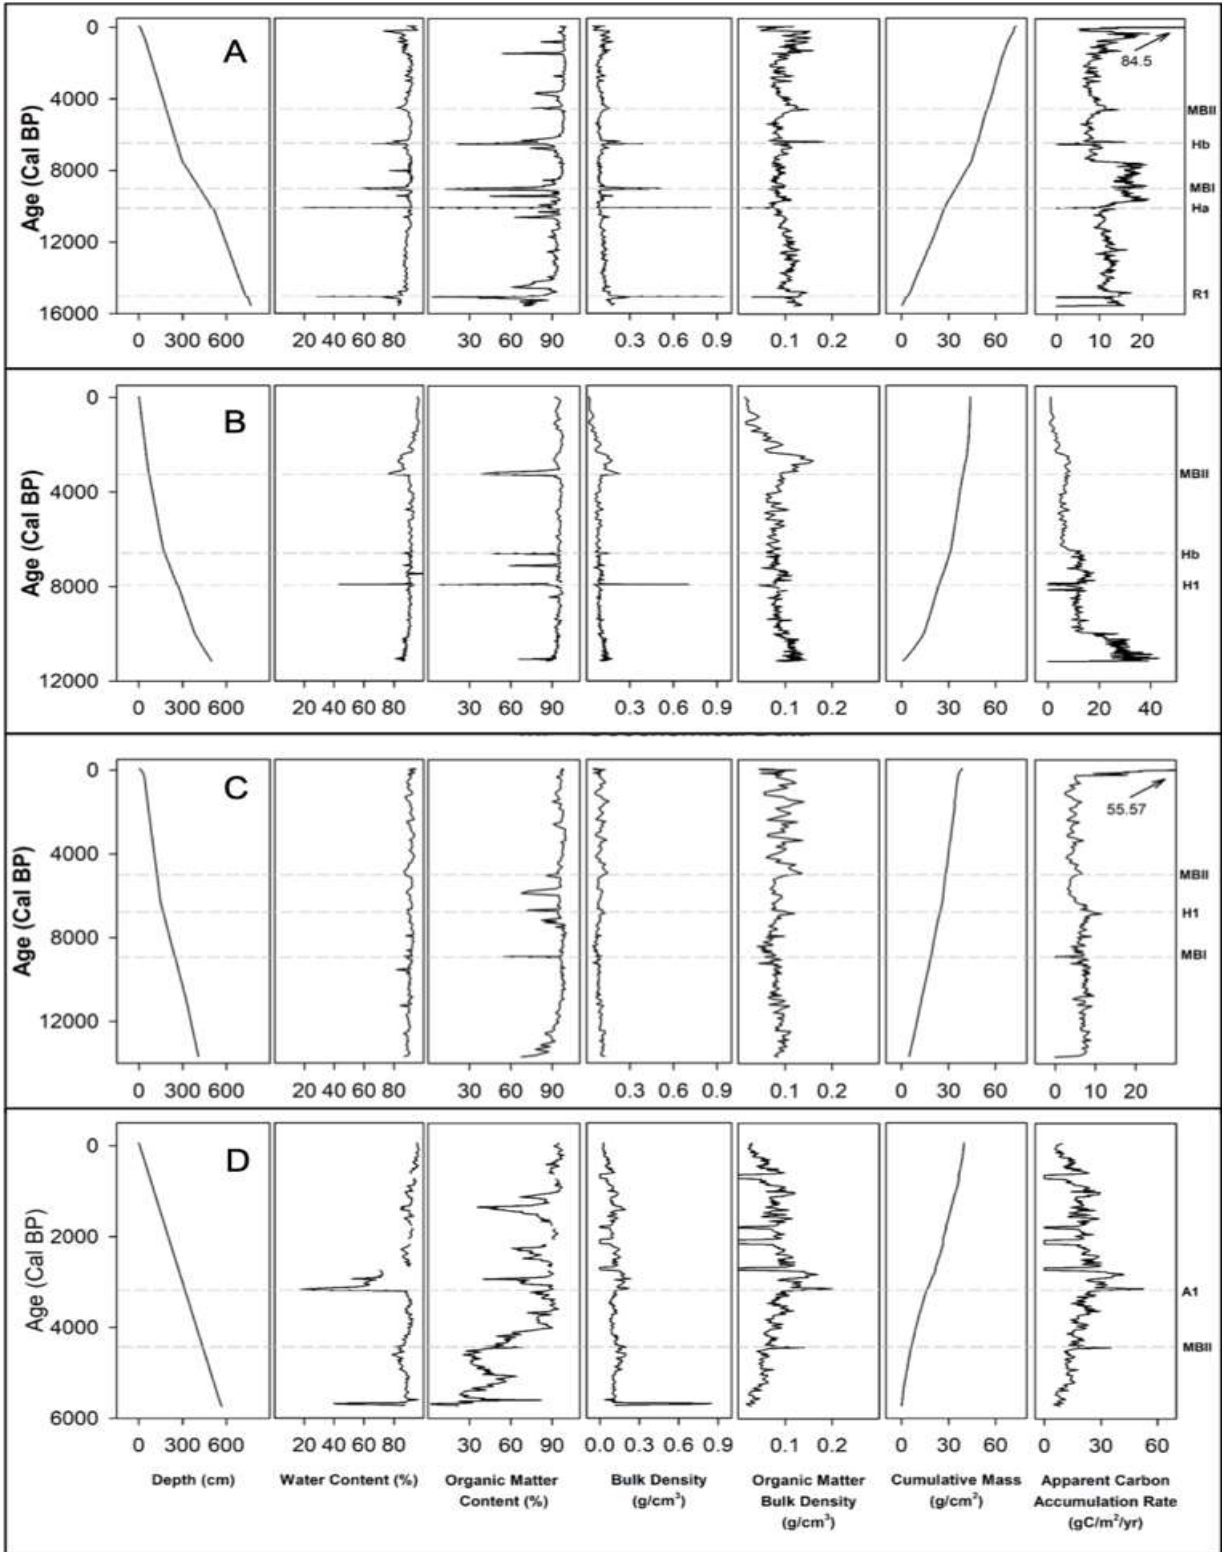 0
A
84.5
4000
MBII
Hb
8000
MBI
Ha
12000
R1
16000
Age (Cal BP)
0 300 600 20 40 60 80 30 60 90 0.3 0.6 0.9 0.1 0.2 0 30 60 0 10 20
0
B
MBII
4000
Hb
8000
H1
12000
Age (Cal BP)
0 300 600 20 40 60 80 30 60 90 0.3 0.6 0.9 0.1 0.2 0 30 60 0 20 40
0
C
55.57
4000
MBII
H1
8000
MBI
12000
Age (Cal BP)
0 300 600 20 40 60 80 30 60 90 0.3 0.6 0.9 0.1 0.2 0 30 60 0 10 20
0
D
2000
A1
4000
MBII
6000
Age (Cal BP)
0 300 600 20 40 60 80 30 60 90 0.0 0.3 0.6 0.9 0.1 0.2 0 30 60 0 30 60
Depth (cm) Water Content (%) Organic Matter Bulk Density Organic Matter Cumulative Mass Apparent Carbon
Content (%) (g/cm³) Bulk Density (g/cm²) Accumulation Rate
(g/cm³) (gC/m²/yr)